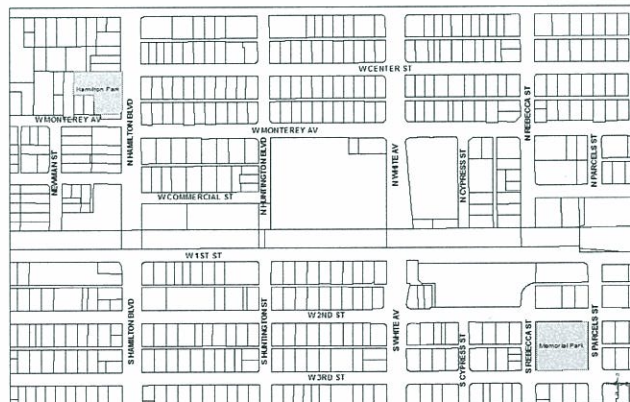 W CENTER ST
Hamilton Park
W MONTEREY AV
N HAMILTON BLVD
W MONTEREY AV
N REBECCA ST
NEWMAN ST
N HUNTINGTON BLVD
N WHITE AV
N CYPRESS ST
N PARCELS ST
W COMMERCIAL ST
W 1ST ST
W 2ND ST
S HAMILTON BLVD
S HUNTINGTON ST
S WHITE AV
S CYPRESS ST
S REBECCA ST
Memorial Park
S PARCELS ST
W 3RD ST